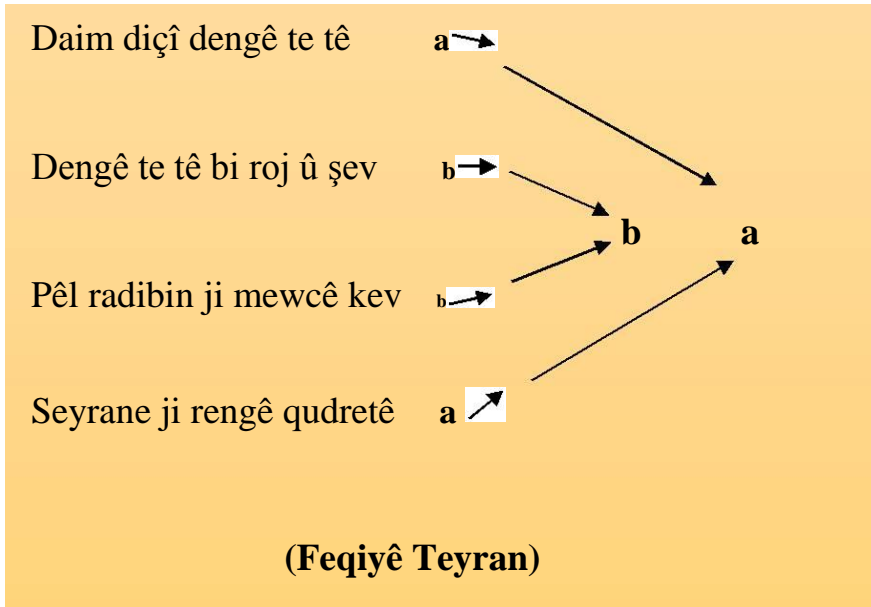 Daim diçî dengê te tê a
Dengê te tê bi roj û şev b
b a
Pêl radibin ji mewcê kev b
Seyrane ji rengê qudretê a
(Feqiyê Teyran)